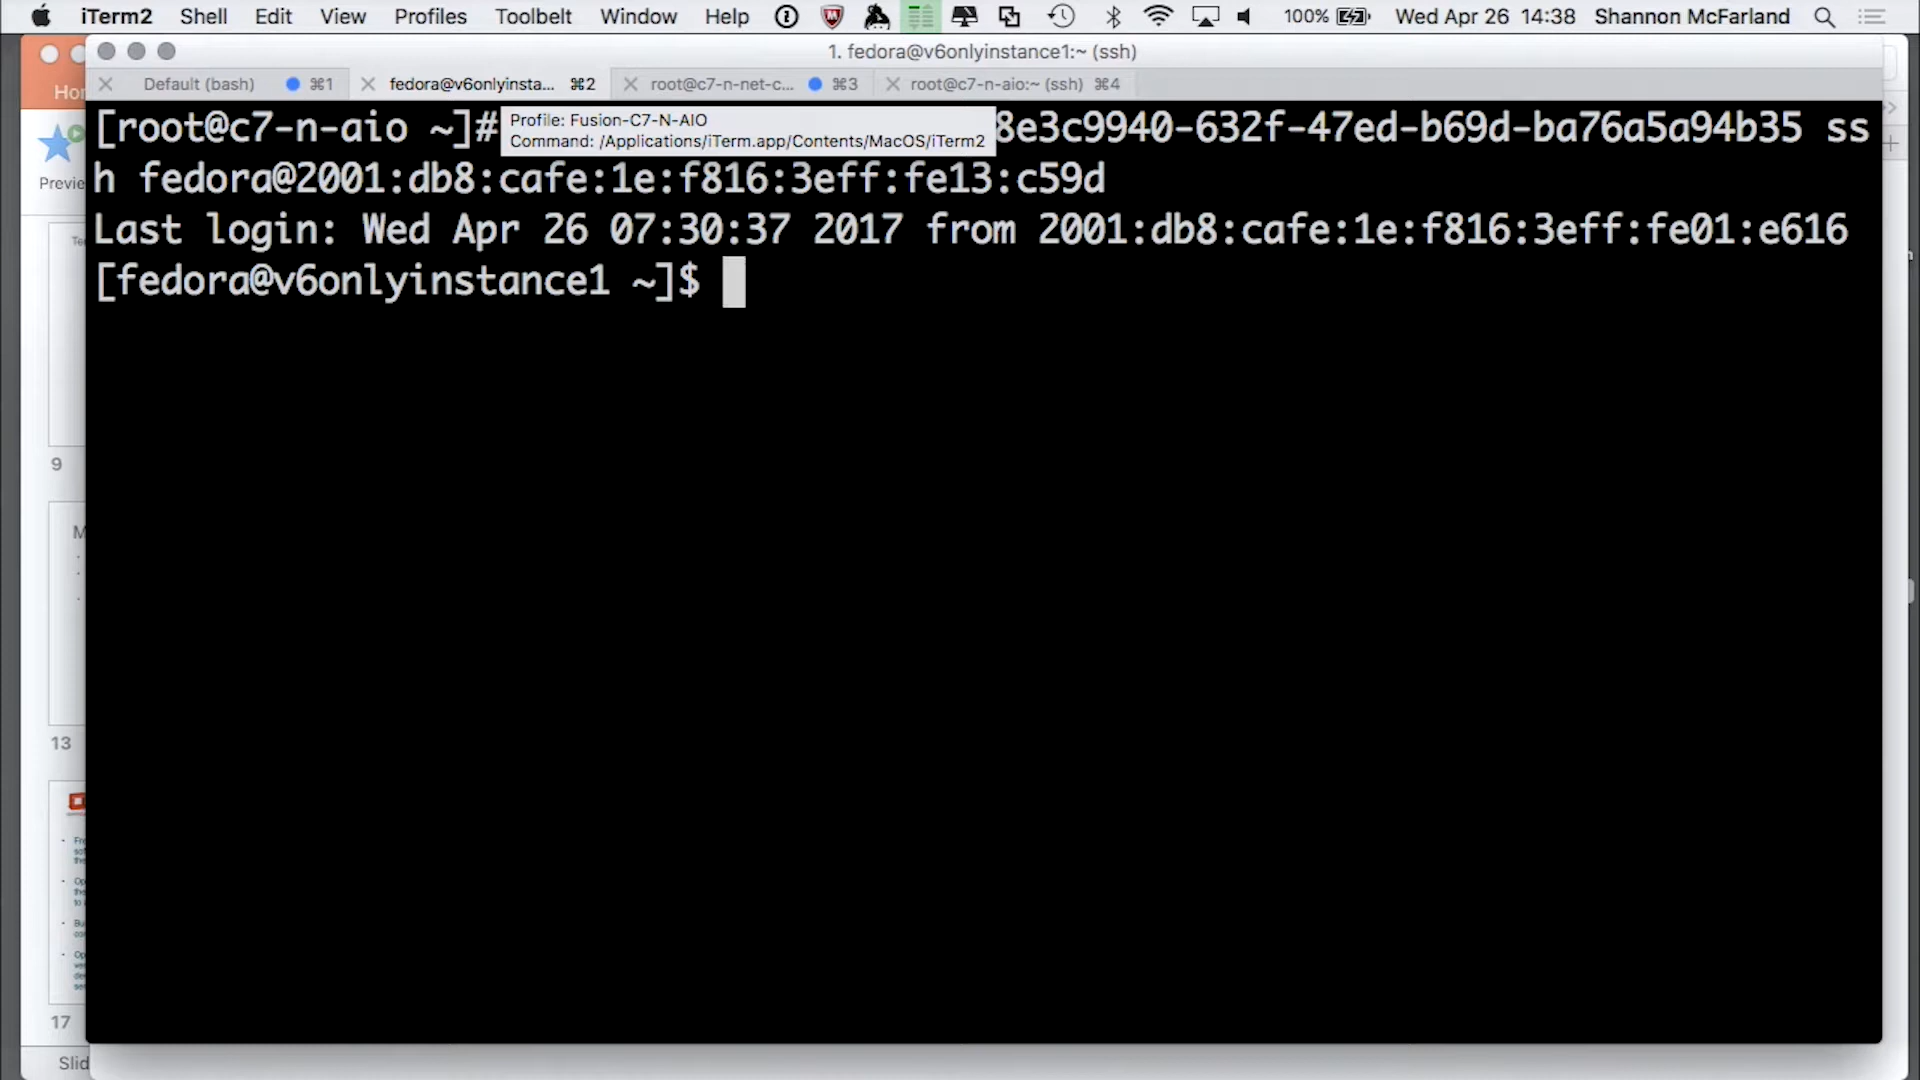 iTerm2 Shell Edit View Profiles Toolbelt Window Help 100% Wed Apr 26 14:38 Shannon McFarland
1. fedora@v6onlyinstance1:~ (ssh)
Default (bash) ⌘1 fedora@v6onlyinsta... ⌘2 root@c7-n-net-c... ⌘3 root@c7-n-aio:~ (ssh) ⌘4
[root@c7-n-aio ~]# 8e3c9940-632f-47ed-b69d-ba76a5a94b35 ss
Profile: Fusion-C7-N-AIO
Command: /Applications/iTerm.app/Contents/MacOS/iTerm2
h fedora@2001:db8:cafe:1e:f816:3eff:fe13:c59d
Last login: Wed Apr 26 07:30:37 2017 from 2001:db8:cafe:1e:f816:3eff:fe01:e616
[fedora@v6onlyinstance1 ~]$
Previe
9
13
17
Slid